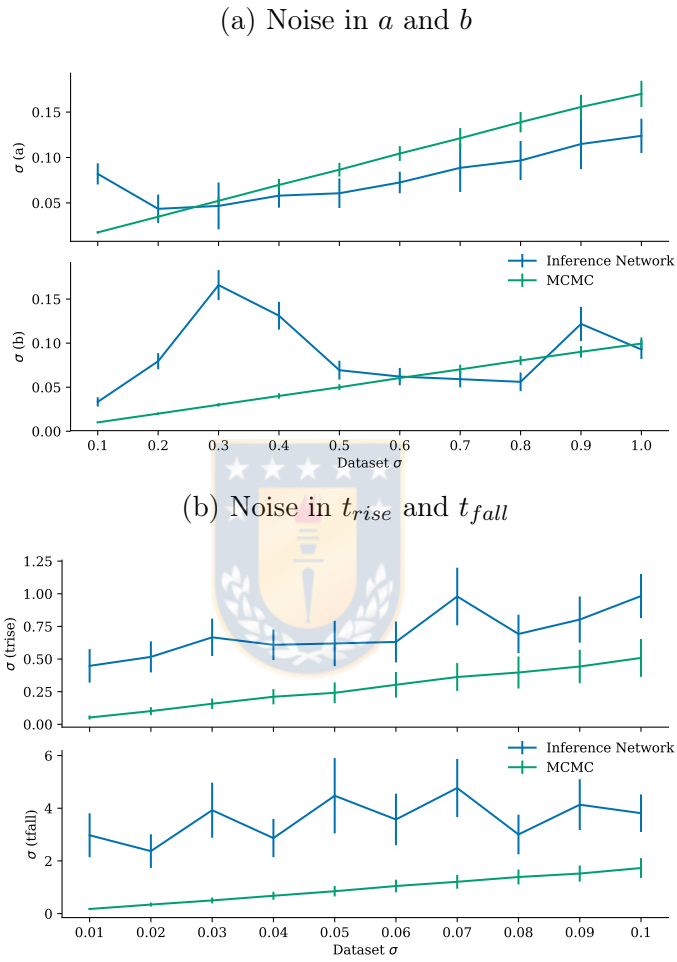 (a) Noise in a and b
σ (a)
0.15
0.10
0.05
Inference Network
MCMC
σ (b)
0.15
0.10
0.05
0.00
0.1 0.2 0.3 0.4 0.5 0.6 0.7 0.8 0.9 1.0
Dataset σ
(b) Noise in t_rise and t_fall
σ (trise)
1.25
1.00
0.75
0.50
0.25
0.00
Inference Network
MCMC
σ (tfall)
6
4
2
0
0.01 0.02 0.03 0.04 0.05 0.06 0.07 0.08 0.09 0.1
Dataset σ